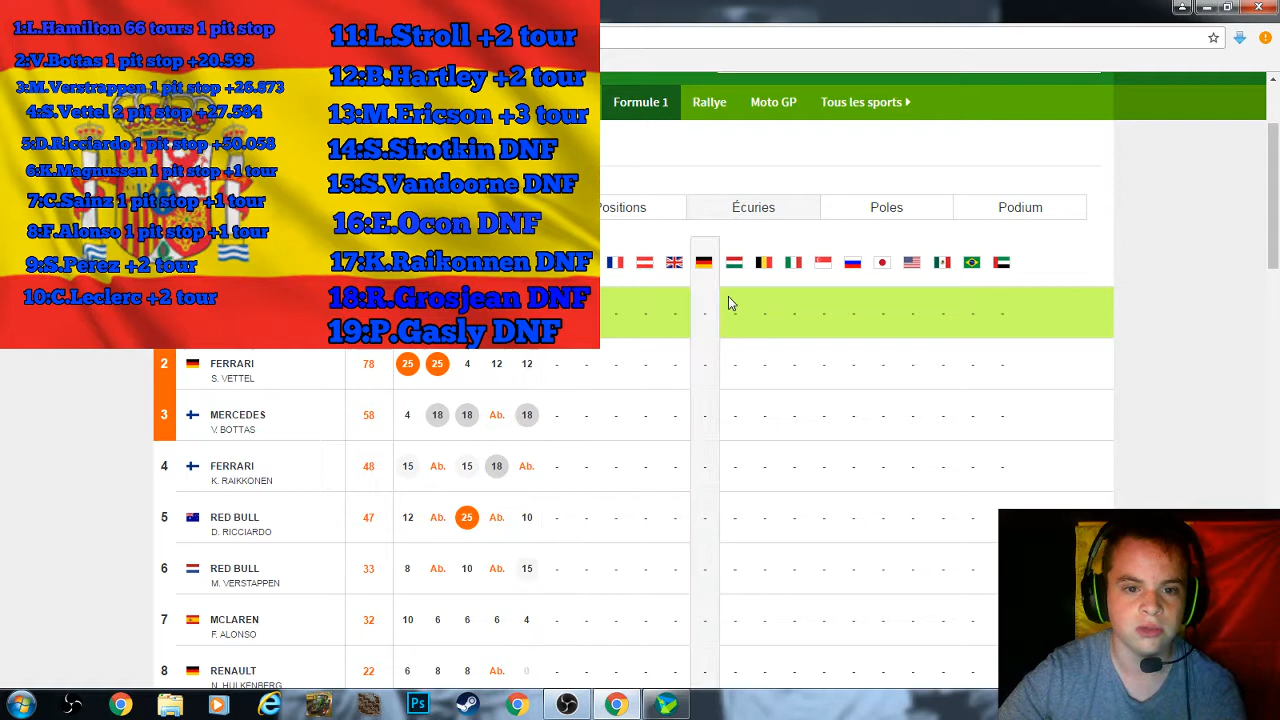 1:L.Hamilton 66 tours 1 pit stop
2:V.Bottas 1 pit stop +20.593
3:M.Verstrappen 1 pit stop +26.873
4:S.Vettel 2 pit stop +27.584
5:D.Ricciardo 1 pit stop +50.058
6:K.Magnussen 1 pit stop +1 tour
7:C.Sainz 1 pit stop +1 tour
8:F.Alonso 1 pit stop +1 tour
9:S.Perez +2 tour
10:C.Leclerc +2 tour
11:L.Stroll +2 tour
12:B.Hartley +2 tour
13:M.Ericson +3 tour
14:S.Sirotkin DNF
15:S.Vandoorne DNF
16:E.Ocon DNF
17:K.Raikonnen DNF
18:R.Grosjean DNF
19:P.Gasly DNF
Formule 1 Rallye Moto GP Tous les sports
Positions Écuries Poles Podium
- - - - - - - - - - -
2 FERRARI 78 25 25 4 12 12 - - - - - - - - - - - - - - - -
S. VETTEL
3 MERCEDES 58 4 18 18 Ab. 18 - - - - - - - - - - - - - - - -
V. BOTTAS
4 FERRARI 48 15 Ab. 15 18 Ab. - - - - - - - - - - - - - - - -
K. RAIKKONEN
5 RED BULL 47 12 Ab. 25 Ab. 10 - - - - - - - - - - - - - - -
D. RICCIARDO
6 RED BULL 33 8 Ab. 10 Ab. 15 - - - - - - - - - - - - - - -
M. VERSTAPPEN
7 MCLAREN 32 10 6 6 6 4 - - - - - - - - - - - - - - -
F. ALONSO
8 RENAULT 22 6 8 8 Ab. 0 - - - - - - - - - - - - - - -
N. HULKENBERG
Ps